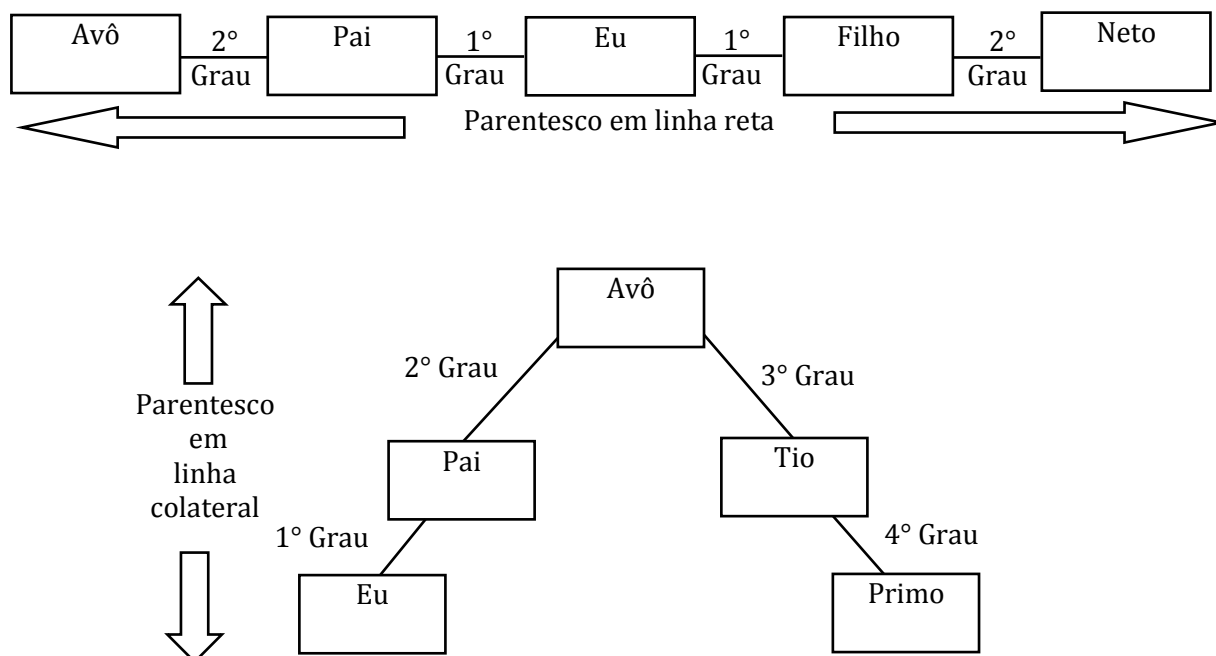 Avô
2°
Grau
Pai
1°
Grau
Eu
1°
Grau
Filho
2°
Grau
Neto
Parentesco em linha reta
Avô
2° Grau
3° Grau
Parentesco
em
linha
colateral
Pai
Tio
1° Grau
4° Grau
Eu
Primo